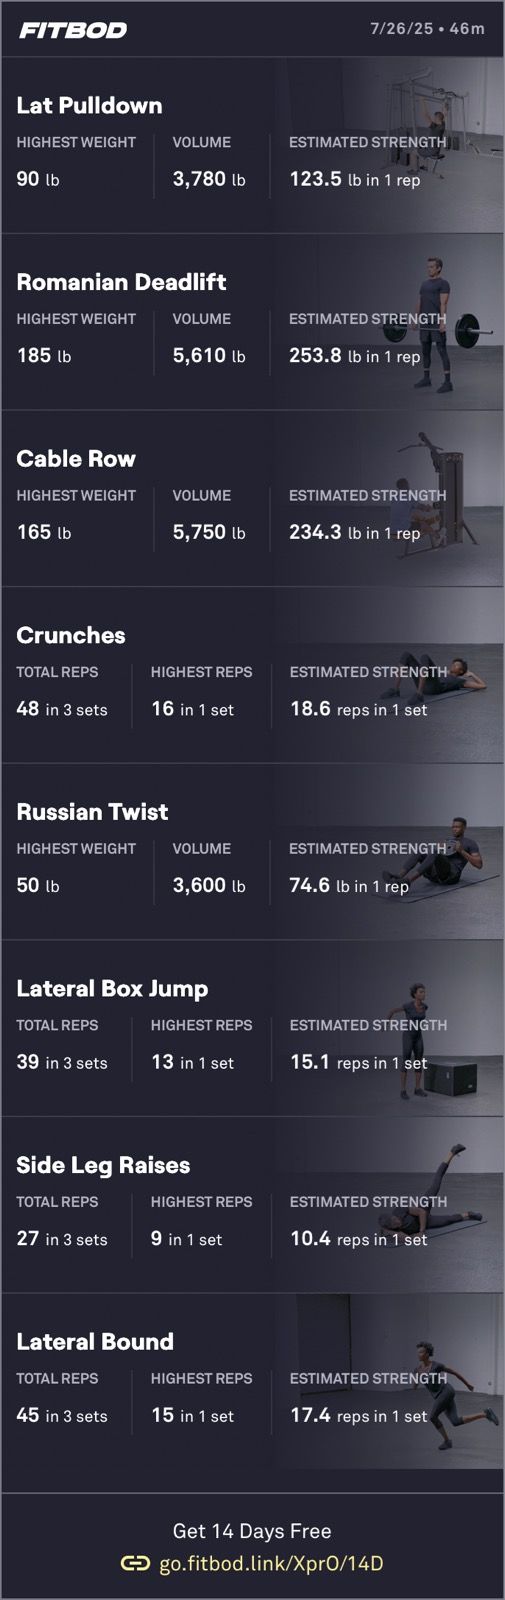 FITBOD 7/26/25 • 46m
Lat Pulldown
HIGHEST WEIGHT VOLUME ESTIMATED STRENGTH
90 lb 3,780 lb 123.5 lb in 1 rep
Romanian Deadlift
HIGHEST WEIGHT VOLUME ESTIMATED STRENGTH
185 lb 5,610 lb 253.8 lb in 1 rep
Cable Row
HIGHEST WEIGHT VOLUME ESTIMATED STRENGTH
165 lb 5,750 lb 234.3 lb in 1 rep
Crunches
TOTAL REPS HIGHEST REPS ESTIMATED STRENGTH
48 in 3 sets 16 in 1 set 18.6 reps in 1 set
Russian Twist
HIGHEST WEIGHT VOLUME ESTIMATED STRENGTH
50 lb 3,600 lb 74.6 lb in 1 rep
Lateral Box Jump
TOTAL REPS HIGHEST REPS ESTIMATED STRENGTH
39 in 3 sets 13 in 1 set 15.1 reps in 1 set
Side Leg Raises
TOTAL REPS HIGHEST REPS ESTIMATED STRENGTH
27 in 3 sets 9 in 1 set 10.4 reps in 1 set
Lateral Bound
TOTAL REPS HIGHEST REPS ESTIMATED STRENGTH
45 in 3 sets 15 in 1 set 17.4 reps in 1 set
Get 14 Days Free
go.fitbod.link/XprO/14D